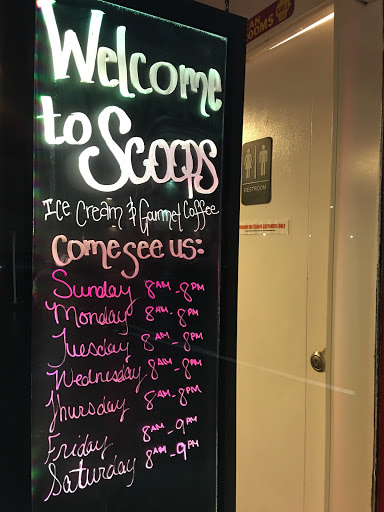 Welcome
to Scoops
Ice Cream & Gourmet Coffee
Come see us:
Sunday 8AM-8PM
Monday 8AM-8PM
Tuesday 8AM-8PM
Wednesday 8AM-8PM
Thursday 8AM-8PM
Friday 8AM-9PM
Saturday 8AM-9PM
RESTROOM